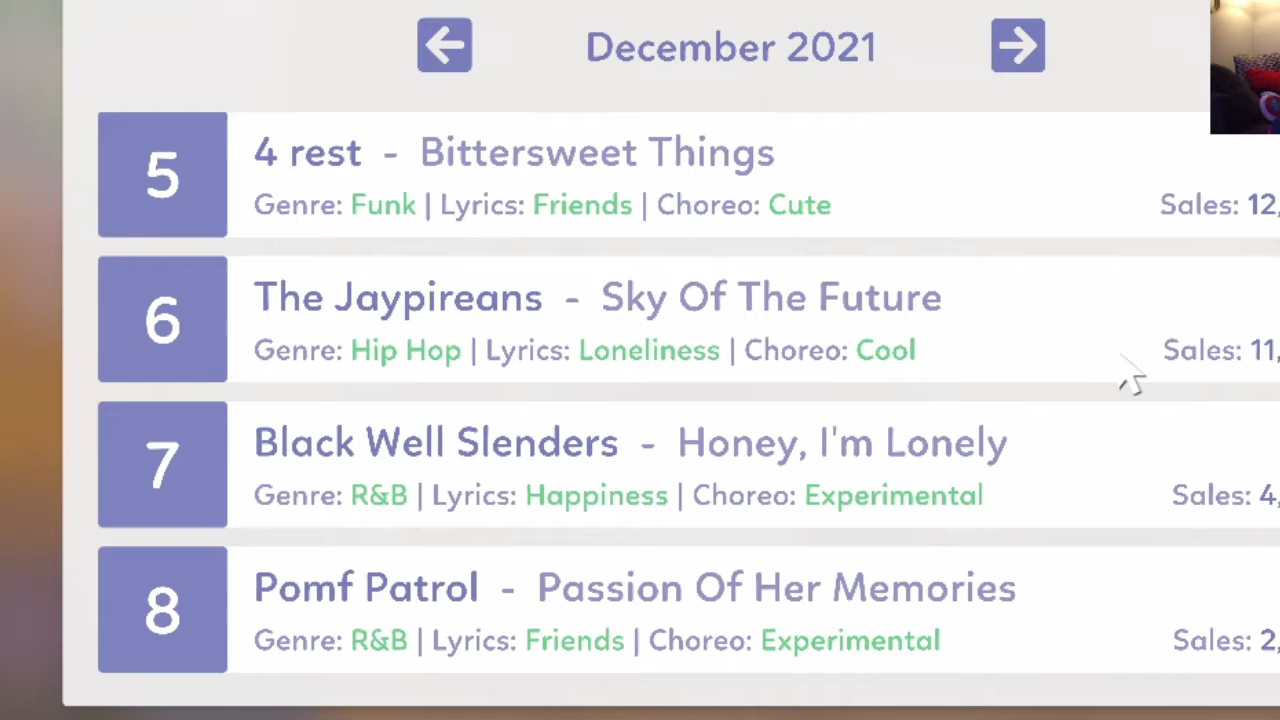 December 2021
5
4 rest - Bittersweet Things
Genre: Funk | Lyrics: Friends | Choreo: Cute
Sales: 12,
6
The Jaypireans - Sky Of The Future
Genre: Hip Hop | Lyrics: Loneliness | Choreo: Cool
Sales: 11,
7
Black Well Slenders - Honey, I'm Lonely
Genre: R&B | Lyrics: Happiness | Choreo: Experimental
Sales: 4,
8
Pomf Patrol - Passion Of Her Memories
Genre: R&B | Lyrics: Friends | Choreo: Experimental
Sales: 2,